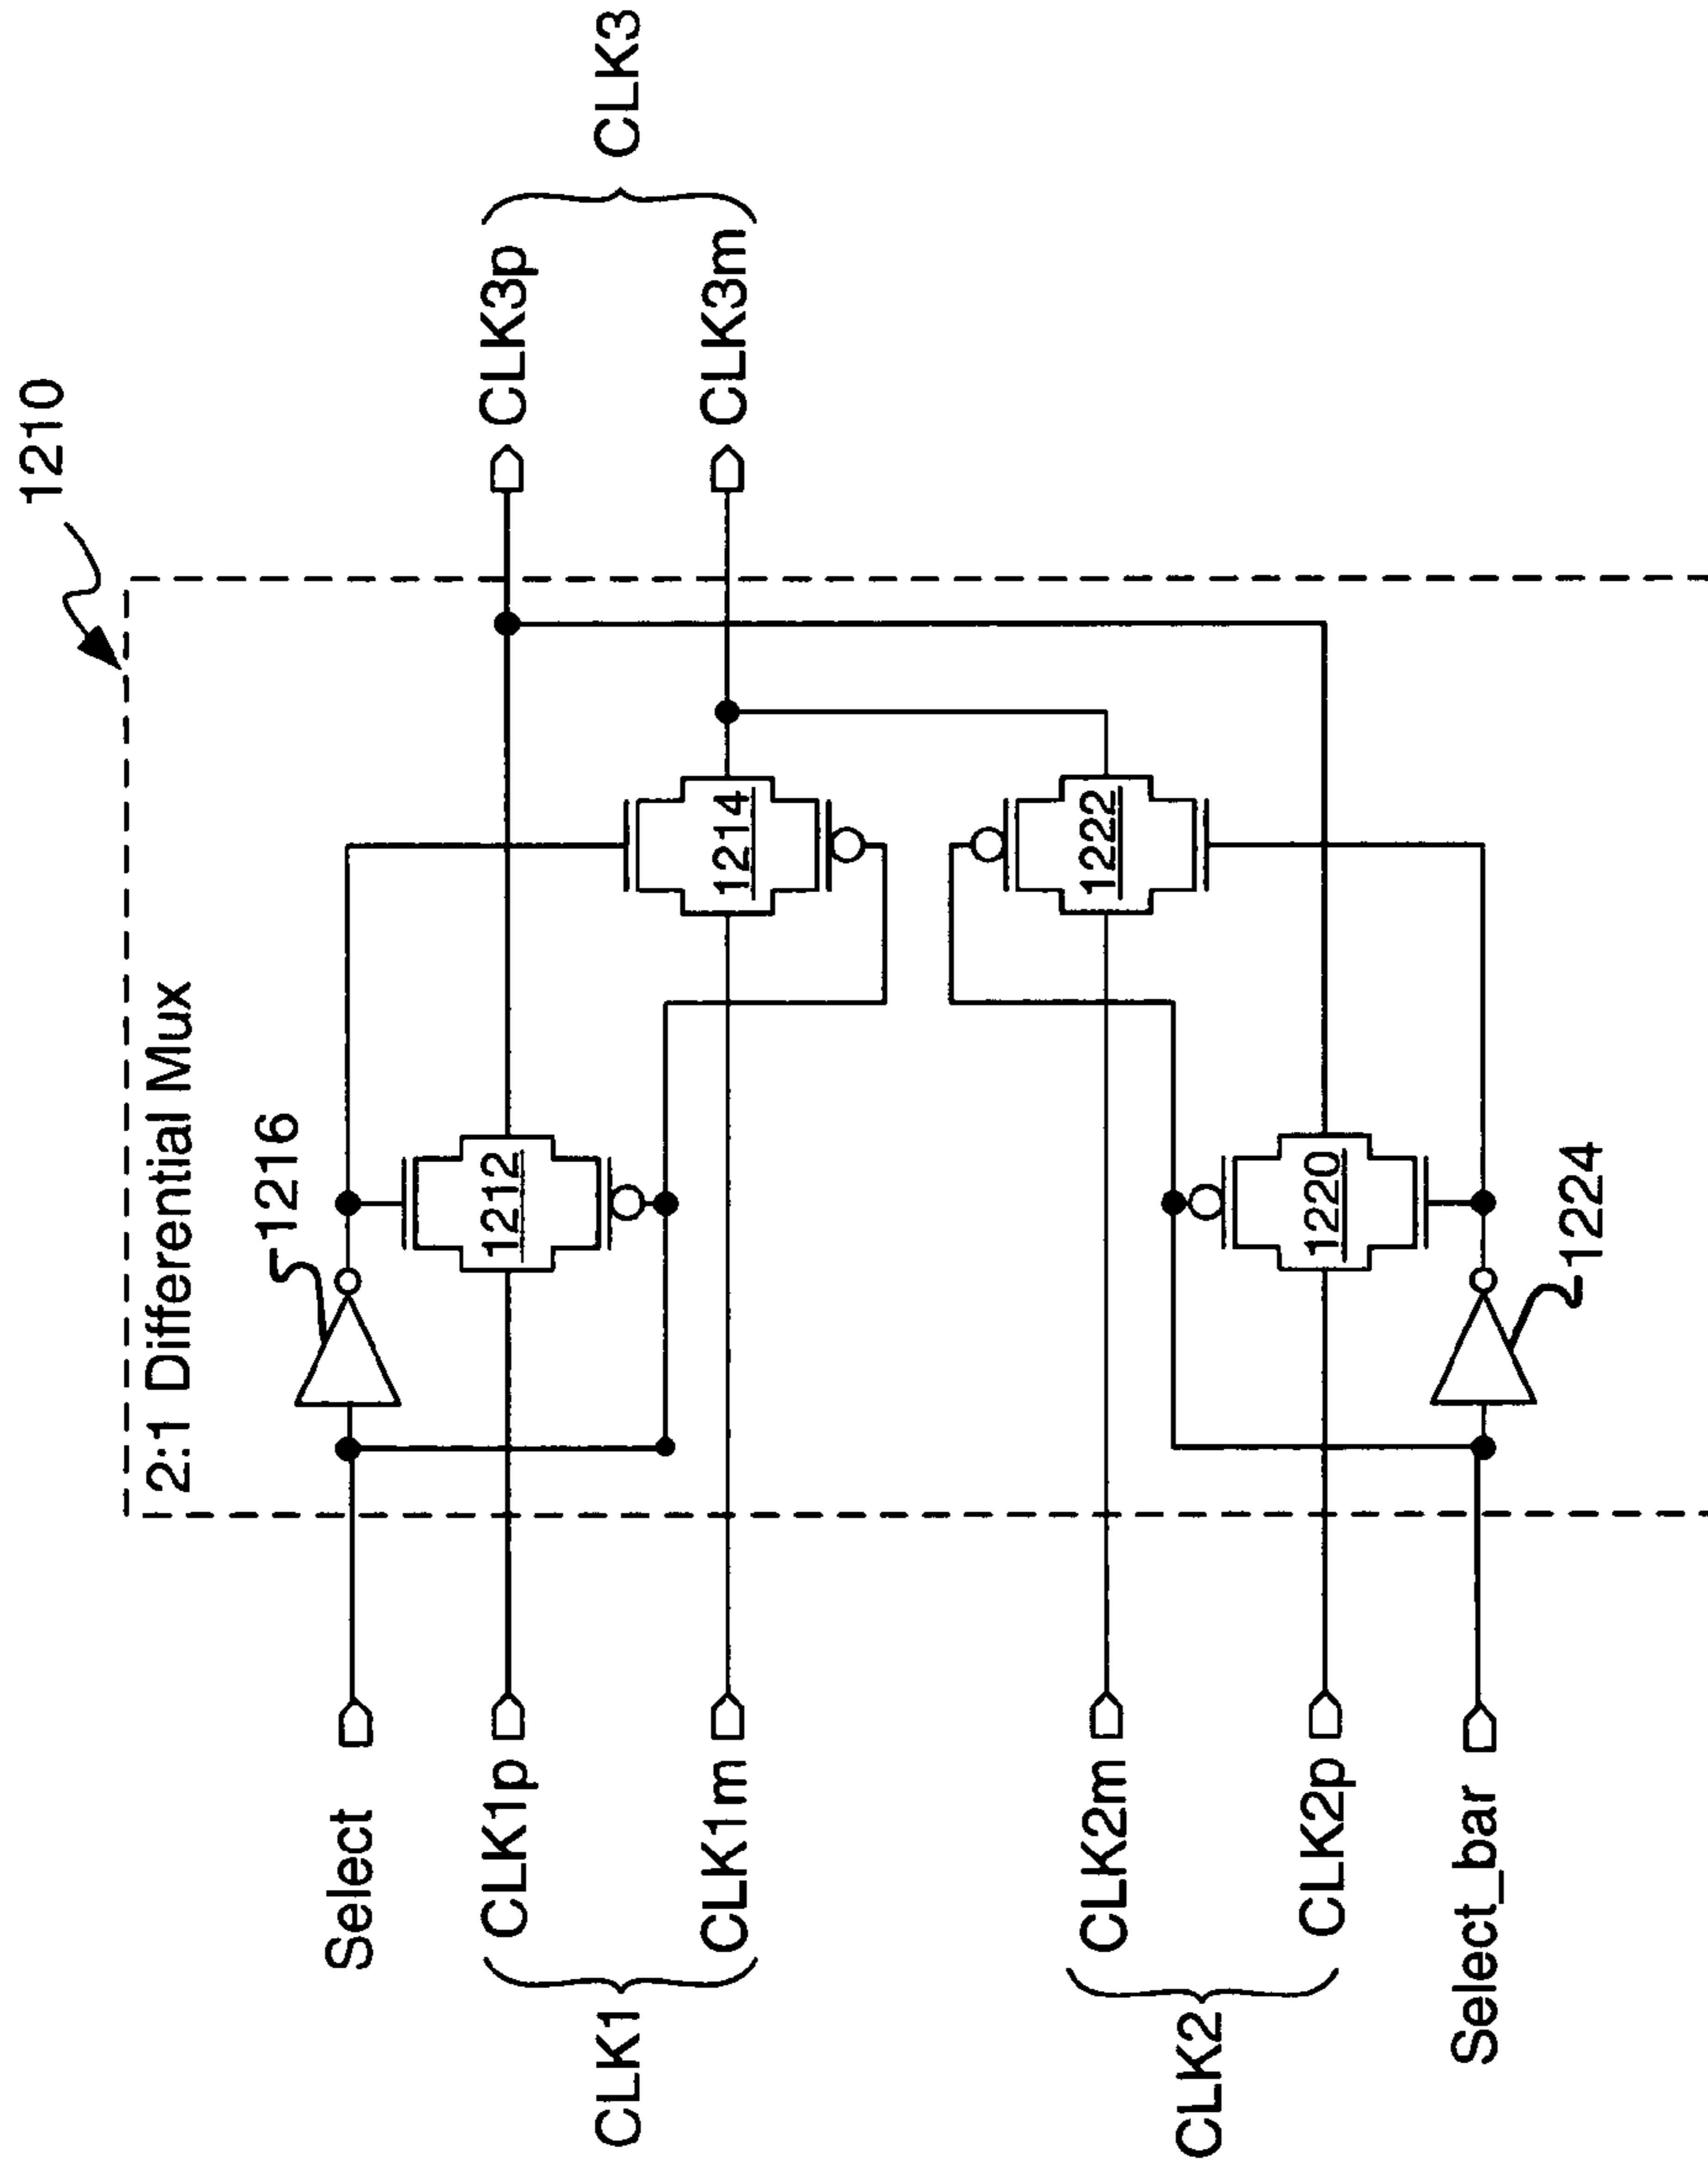 1210
2:1 Differential Mux
1216
Select
CLK1p
CLK1
CLK1m
1212
1214
CLK3p
CLK3
CLK3m
CLK2m
CLK2
CLK2p
1222
1220
Select_bar
1224